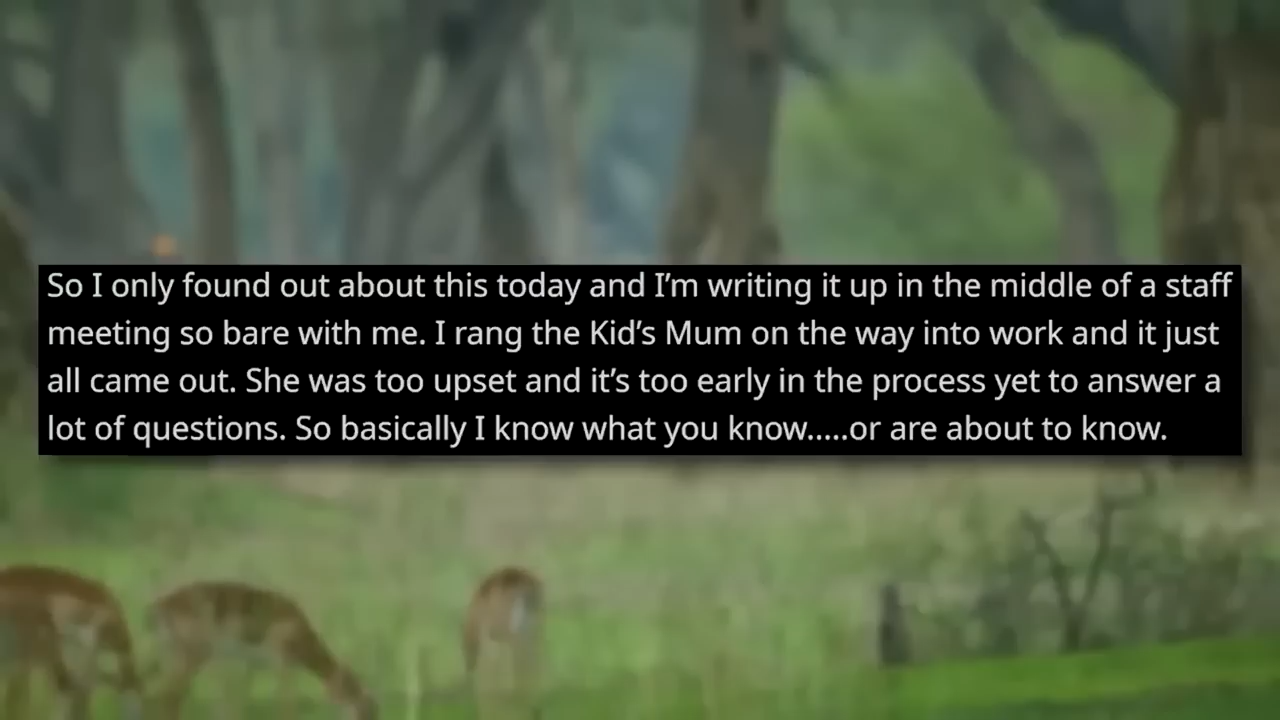 So I only found out about this today and I’m writing it up in the middle of a staff
meeting so bare with me. I rang the Kid’s Mum on the way into work and it just
all came out. She was too upset and it’s too early in the process yet to answer a
lot of questions. So basically I know what you know.....or are about to know.